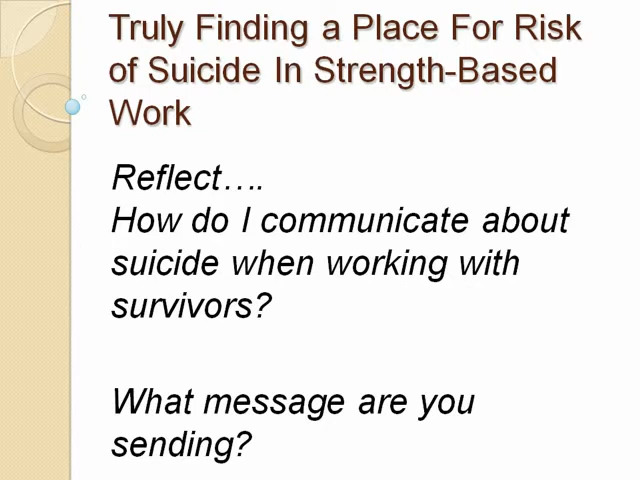 Truly Finding a Place For Risk
of Suicide In Strength-Based
Work
Reflect….
How do I communicate about
suicide when working with
survivors?
What message are you
sending?